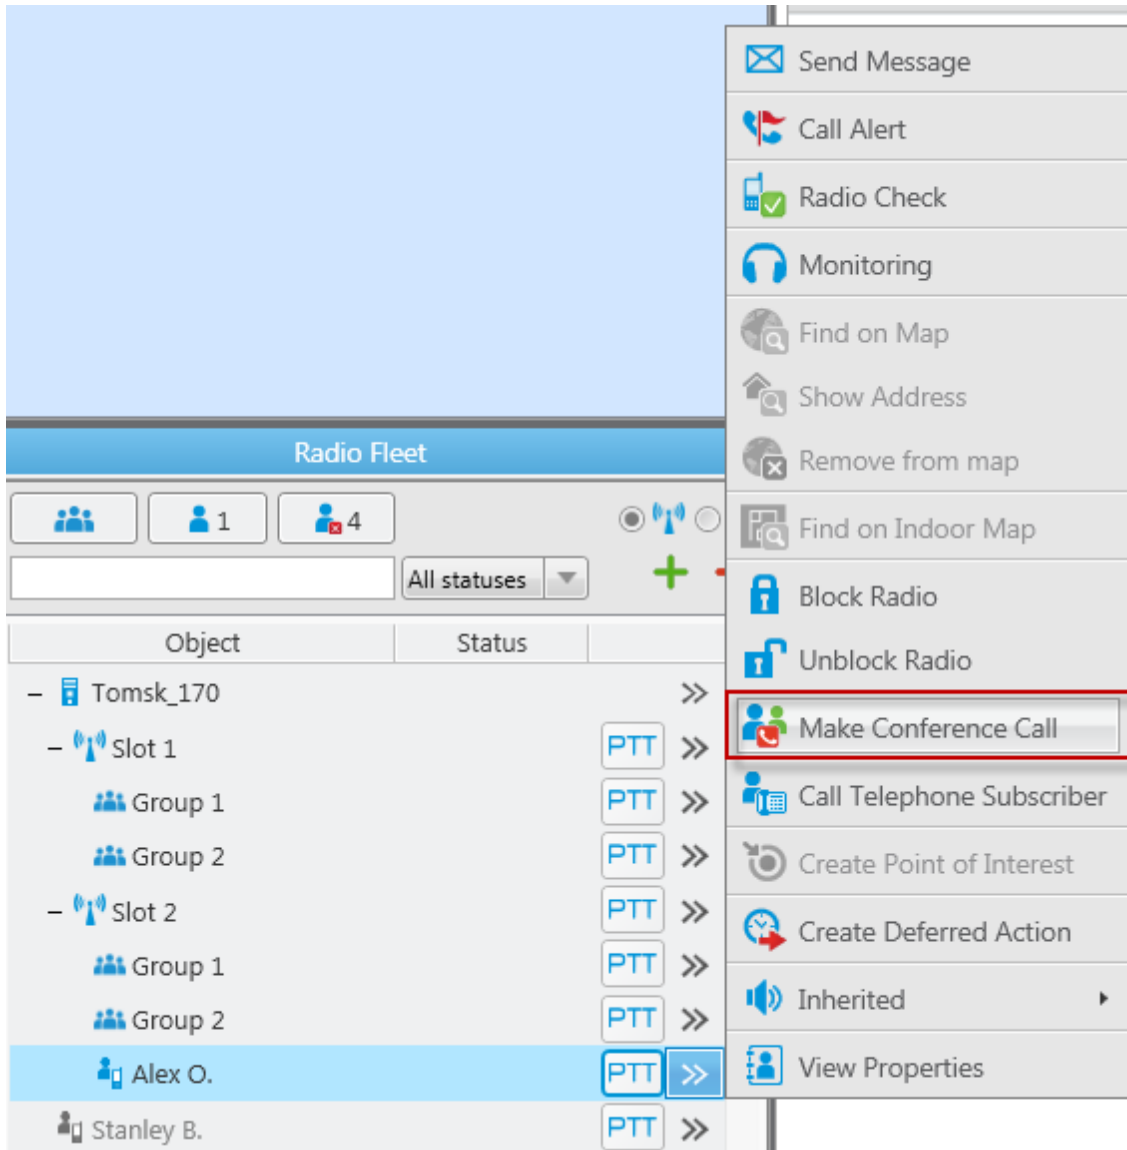 Send Message
Call Alert
Radio Check
Monitoring
Find on Map
Show Address
Remove from map
Find on Indoor Map
Block Radio
Unblock Radio
Make Conference Call
Call Telephone Subscriber
Create Point of Interest
Create Deferred Action
Inherited
View Properties
Radio Fleet
1 4
All statuses
Object Status
Tomsk_170
Slot 1 PTT
Group 1 PTT
Group 2 PTT
Slot 2 PTT
Group 1 PTT
Group 2 PTT
Alex O. PTT
Stanley B. PTT